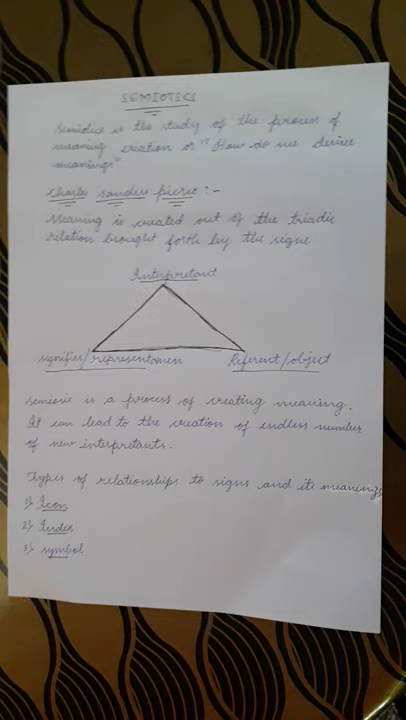 SEMIOTICS
Semiotics is the study of the process of
meaning creation or "How do we derive
meaning?"
Charles sanders pierce :-
Meaning is created out of the triadic
relation brought forth by the signs
Interpretant
signifier/representamen
Referent/object
semiosis is a process of creating meaning.
It can lead to the creation of endless number
of new interpretants.
Types of relationships to signs and its meanings
1) Icon
2) Index
3) symbol